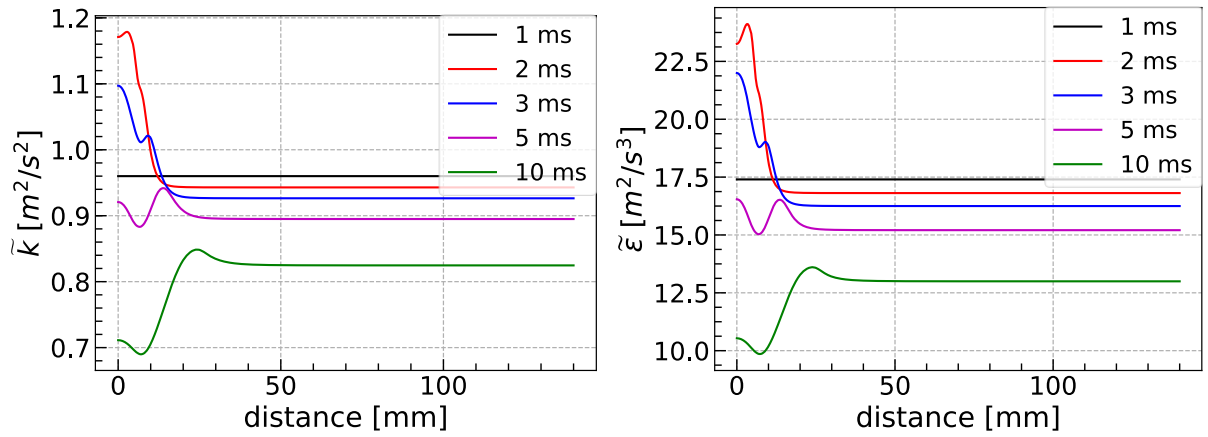 1.2
1.1
1.0
0.9
0.8
0.7
k̃ [m²/s²]
0 50 100
distance [mm]
1 ms
2 ms
3 ms
5 ms
10 ms
22.5
20.0
17.5
15.0
12.5
10.0
ε̃ [m²/s³]
0 50 100
distance [mm]
1 ms
2 ms
3 ms
5 ms
10 ms